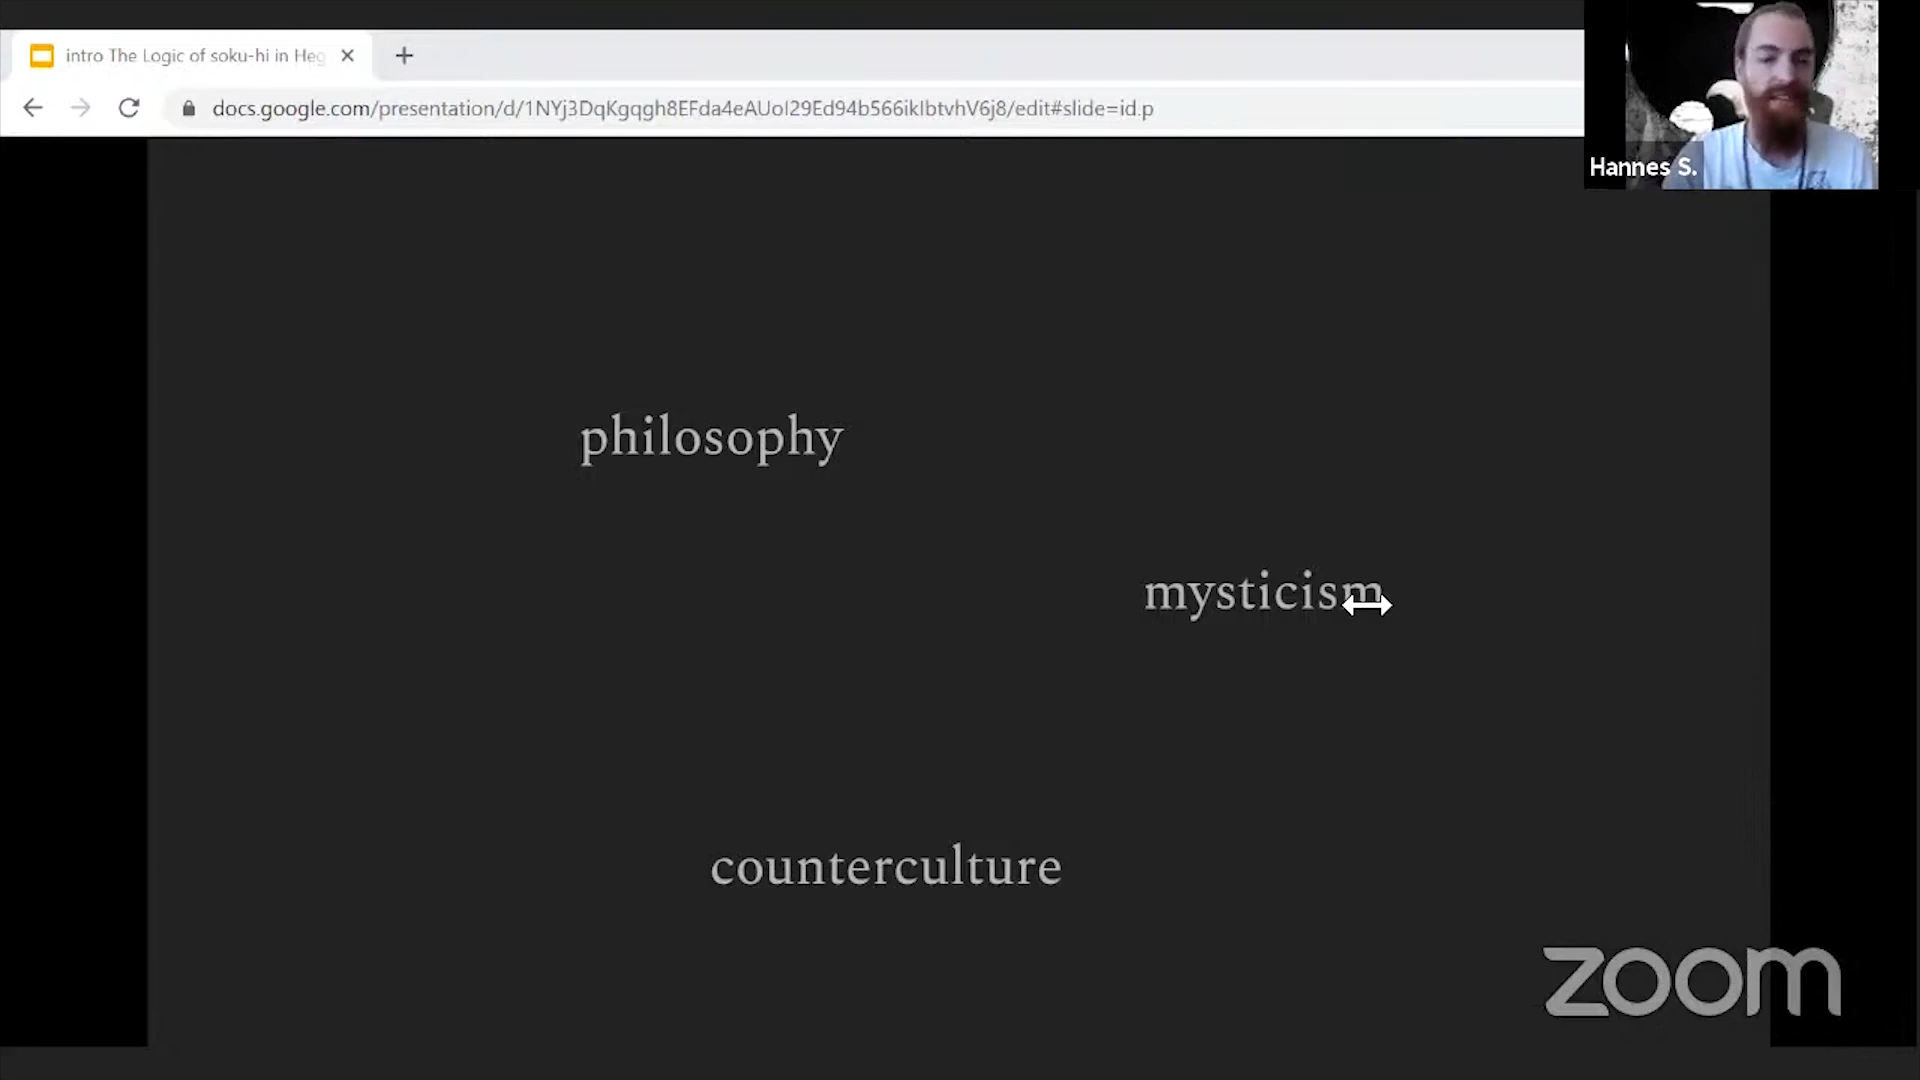 intro The Logic of soku-hi in Heg
docs.google.com/presentation/d/1NYj3DqKgqgh8EFda4eAUoI29Ed94b566ikIbtvhV6j8/edit#slide=id.p
Hannes S.
philosophy
mysticism
counterculture
zoom